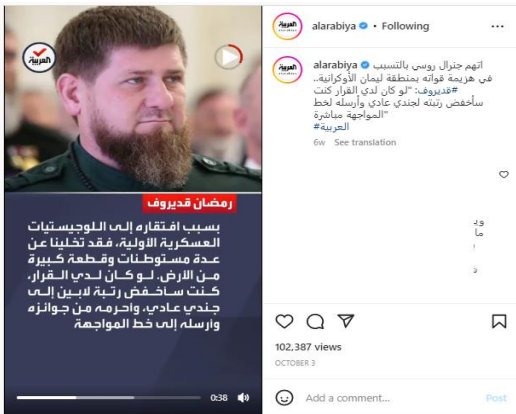 العربية
رمضان قديروف
بسبب افتقاره إلى اللوجيستيات
العسكرية الأولية، فقد تخلينا عن
عدة مستوطنات وقطعة كبيرة
من الأرض. لو كان لدي القرار،
كنت سأخفض رتبة لابين إلى
جندي عادي، وأحرمه من جوائزه
وأرسله إلى خط المواجهة
0:38
alarabiya • Following
alarabiya اتهم جنرال روسي بالتسبب
في هزيمة قواته بمنطقة ليمان الأوكرانية..
#قديروف: "لو كان لدي القرار كنت
سأخفض رتبته لجندي عادي وأرسله لخط
المواجهة مباشرة"
#العربية
6w See translation
ما
102,387 views
OCTOBER 3
Add a comment...
Post